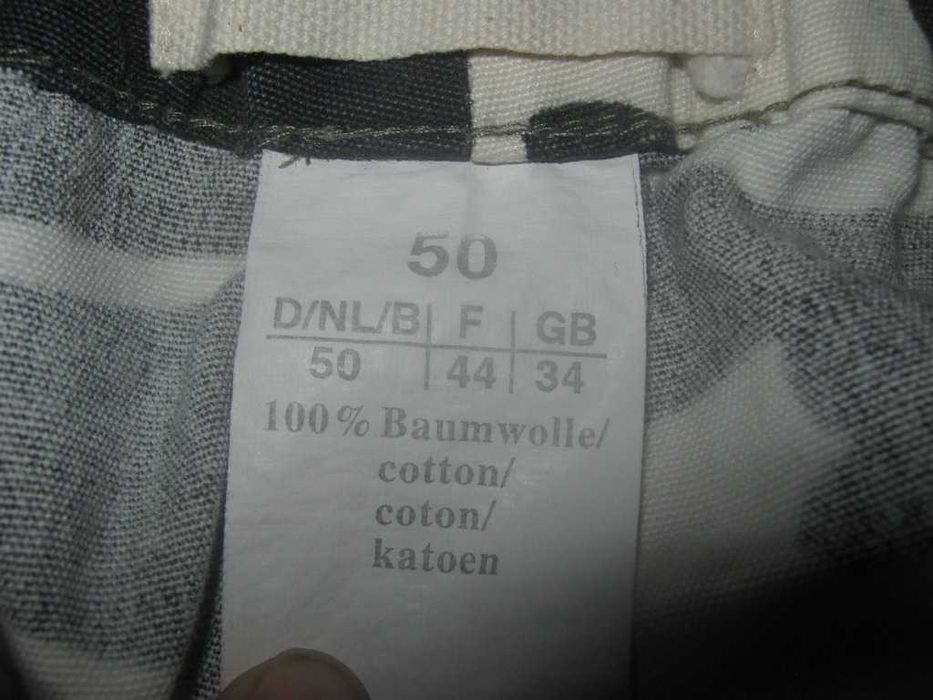 50
D/NL/B F GB
50 44 34
100% Baumwolle/
cotton/
coton/
katoen